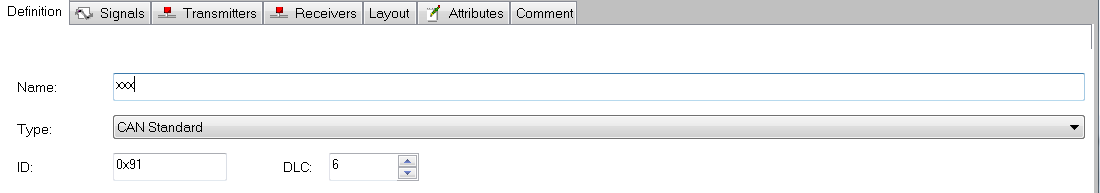 Definition Signals Transmitters Receivers Layout Attributes Comment
Name: xxx
Type: CAN Standard
ID: 0x91 DLC: 6